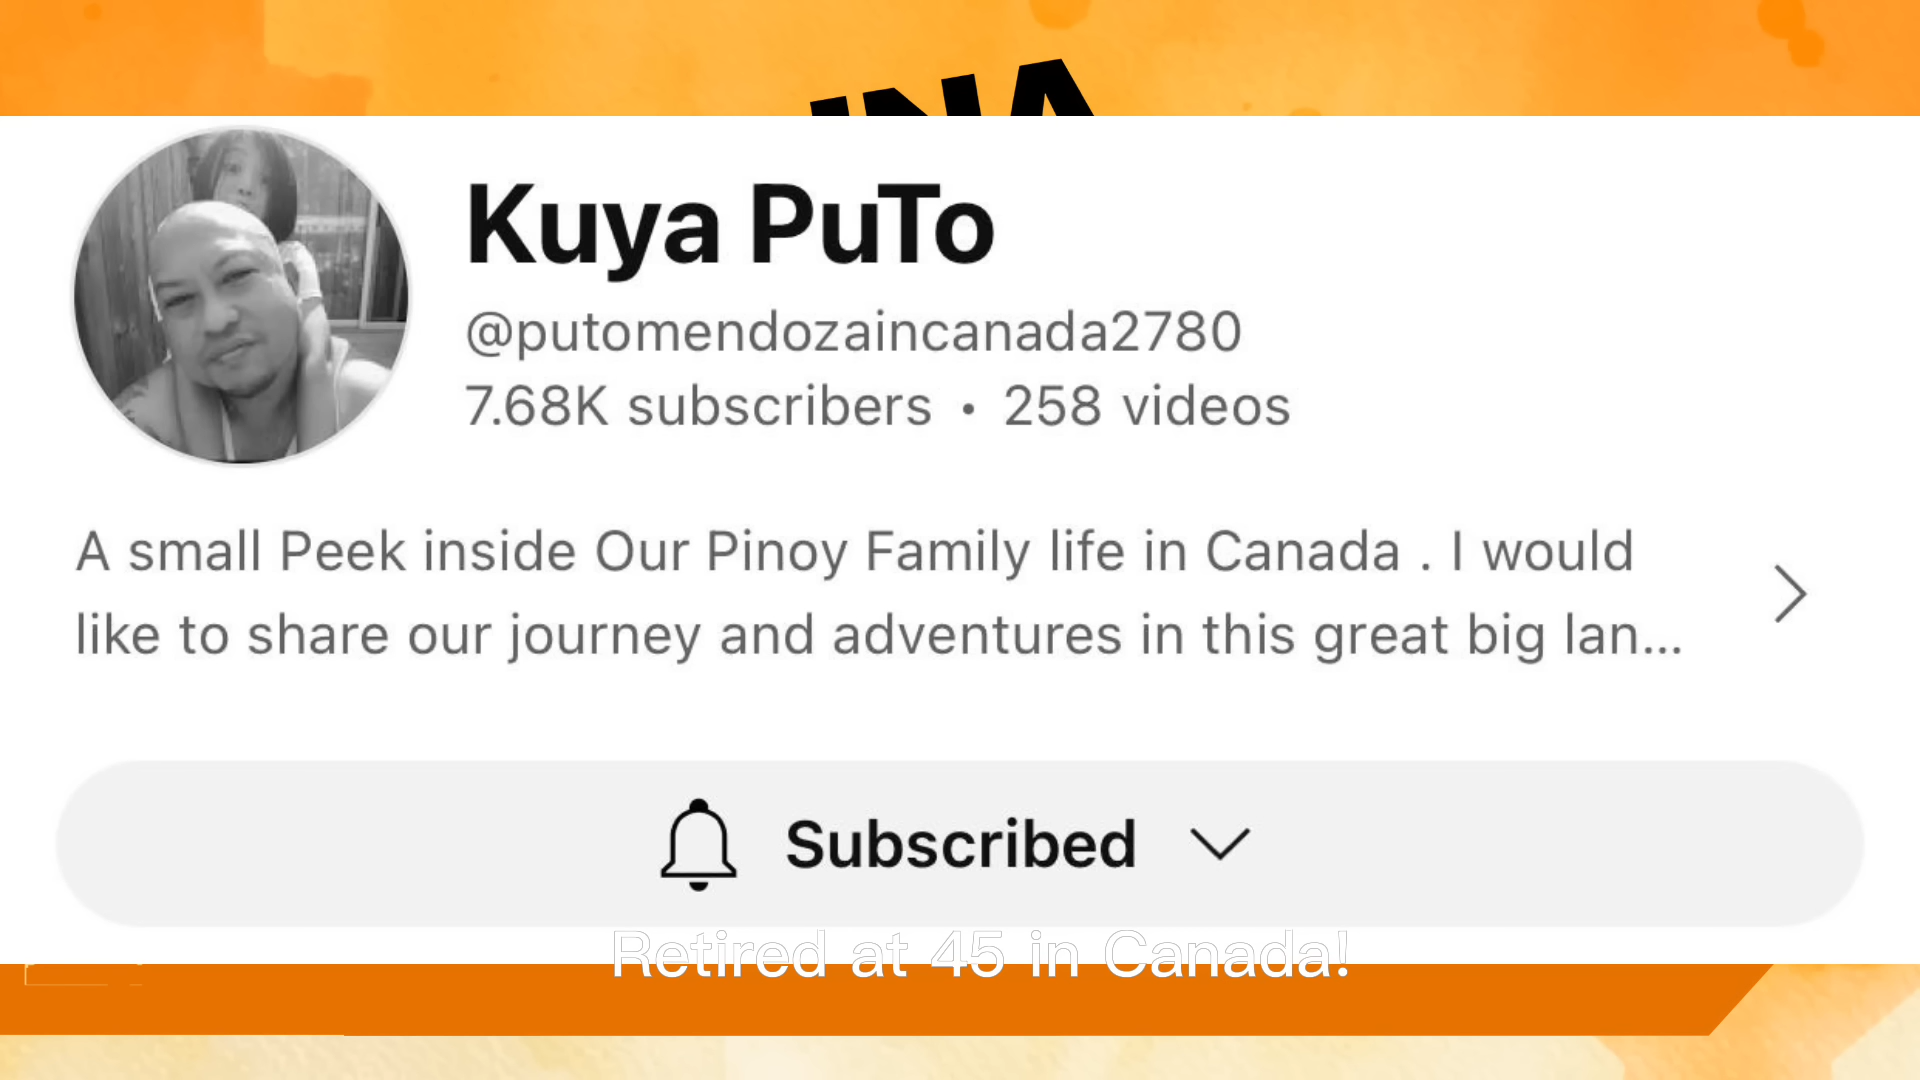 Kuya PuTo
@putomendozaincanada2780
7.68K subscribers • 258 videos
A small Peek inside Our Pinoy Family life in Canada . I would
like to share our journey and adventures in this great big lan...
Subscribed
Retired at 45 in Canada!